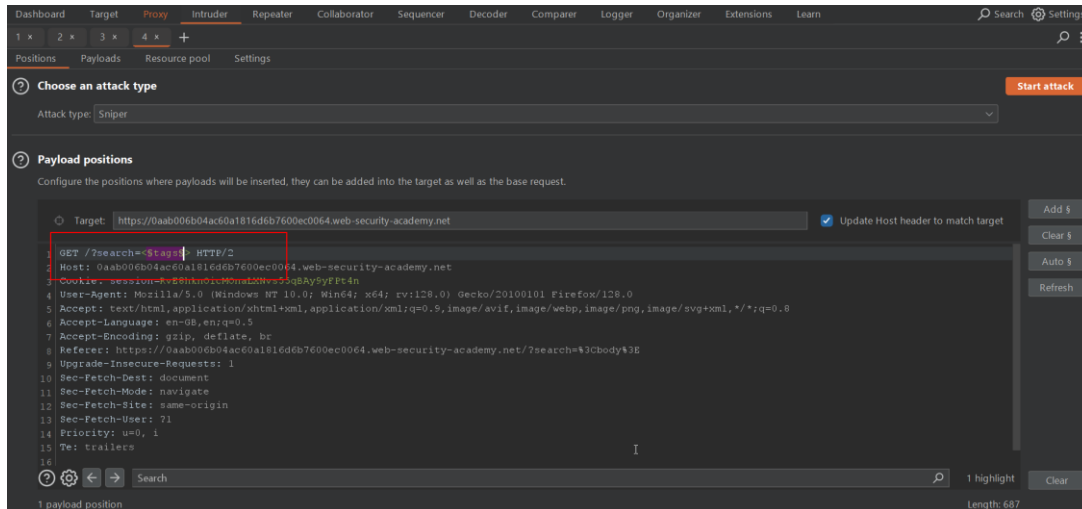 Dashboard Target Proxy Intruder Repeater Collaborator Sequencer Decoder Comparer Logger Organizer Extensions Learn Search Settings
1 × 2 × 3 × 4 × +
Positions Payloads Resource pool Settings
Choose an attack type Start attack
Attack type: Sniper
Payload positions
Configure the positions where payloads will be inserted, they can be added into the target as well as the base request.
Target: https://0aab006b04ac60a1816d6b7600ec0064.web-security-academy.net Update Host header to match target Add §
Clear §
Auto §
Refresh
1 GET /?search=<§tags§> HTTP/2
2 Host: 0aab006b04ac60a1816d6b7600ec0064.web-security-academy.net
3 Cookie:
4 User-Agent: Mozilla/5.0 (Windows NT 10.0; Win64; x64; rv:128.0) Gecko/20100101 Firefox/128.0
5 Accept: text/html,application/xhtml+xml,application/xml;q=0.9,image/avif,image/webp,image/png,image/svg+xml,*/*;q=0.8
6 Accept-Language: en-GB,en;q=0.5
7 Accept-Encoding: gzip, deflate, br
8 Referer: https://0aab006b04ac60a1816d6b7600ec0064.web-security-academy.net/?search=%3Cbody%3E
9 Upgrade-Insecure-Requests: 1
10 Sec-Fetch-Dest: document
11 Sec-Fetch-Mode: navigate
12 Sec-Fetch-Site: same-origin
13 Sec-Fetch-User: ?1
14 Priority: u=0, i
15 Te: trailers
16
Search 1 highlight Clear
1 payload position Length: 687